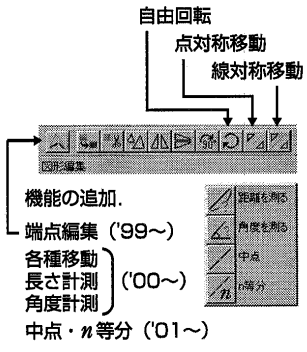 自由回転
点対称移動
線対称移動
90°
図形編集
機能の追加.
端点編集('99～)
各種移動
長さ計測
角度計測
('00～)
中点・n等分('01～)
距離を測る
角度を測る
中点
n等分
n